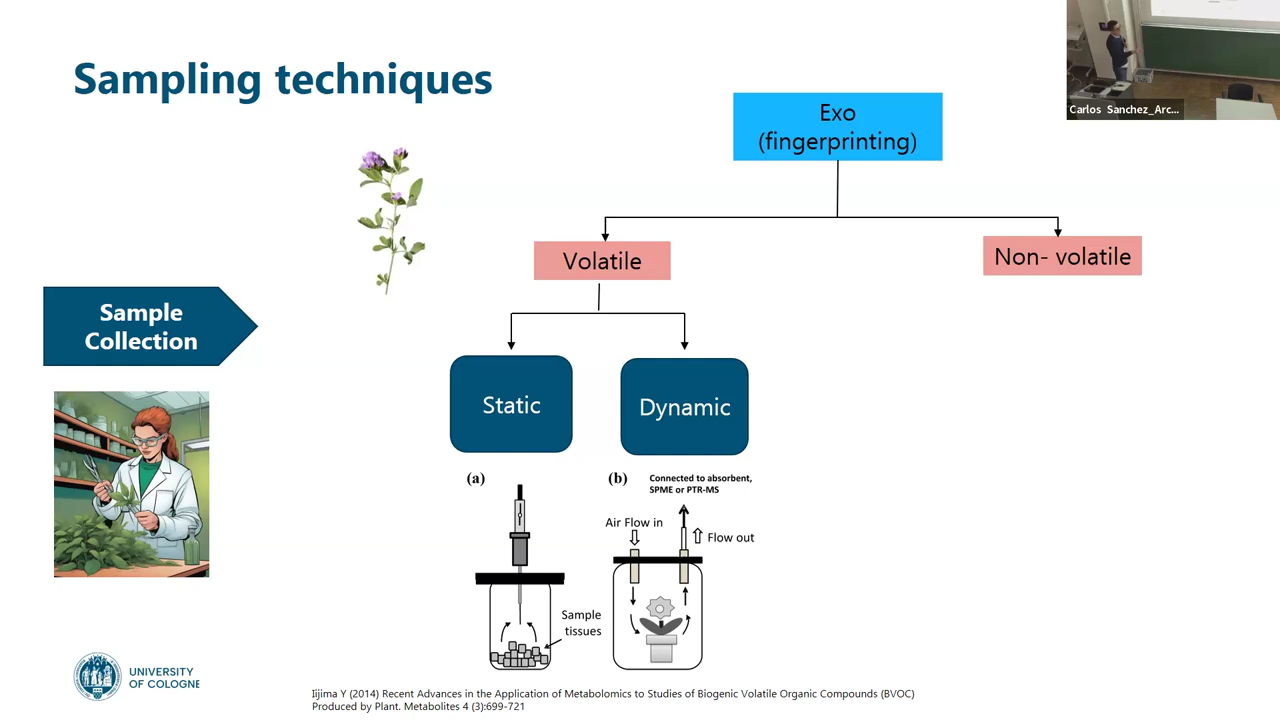 Sampling techniques
Carlos Sanchez_Arc...
Exo
(fingerprinting)
Volatile
Non- volatile
Sample
Collection
Static
Dynamic
(a)
(b)
Connected to absorbent,
SPME or PTR-MS
Air Flow in
Flow out
Sample
tissues
UNIVERSITY
OF COLOGNE
Iijima Y (2014) Recent Advances in the Application of Metabolomics to Studies of Biogenic Volatile Organic Compounds (BVOC)
Produced by Plant. Metabolites 4 (3):699-721